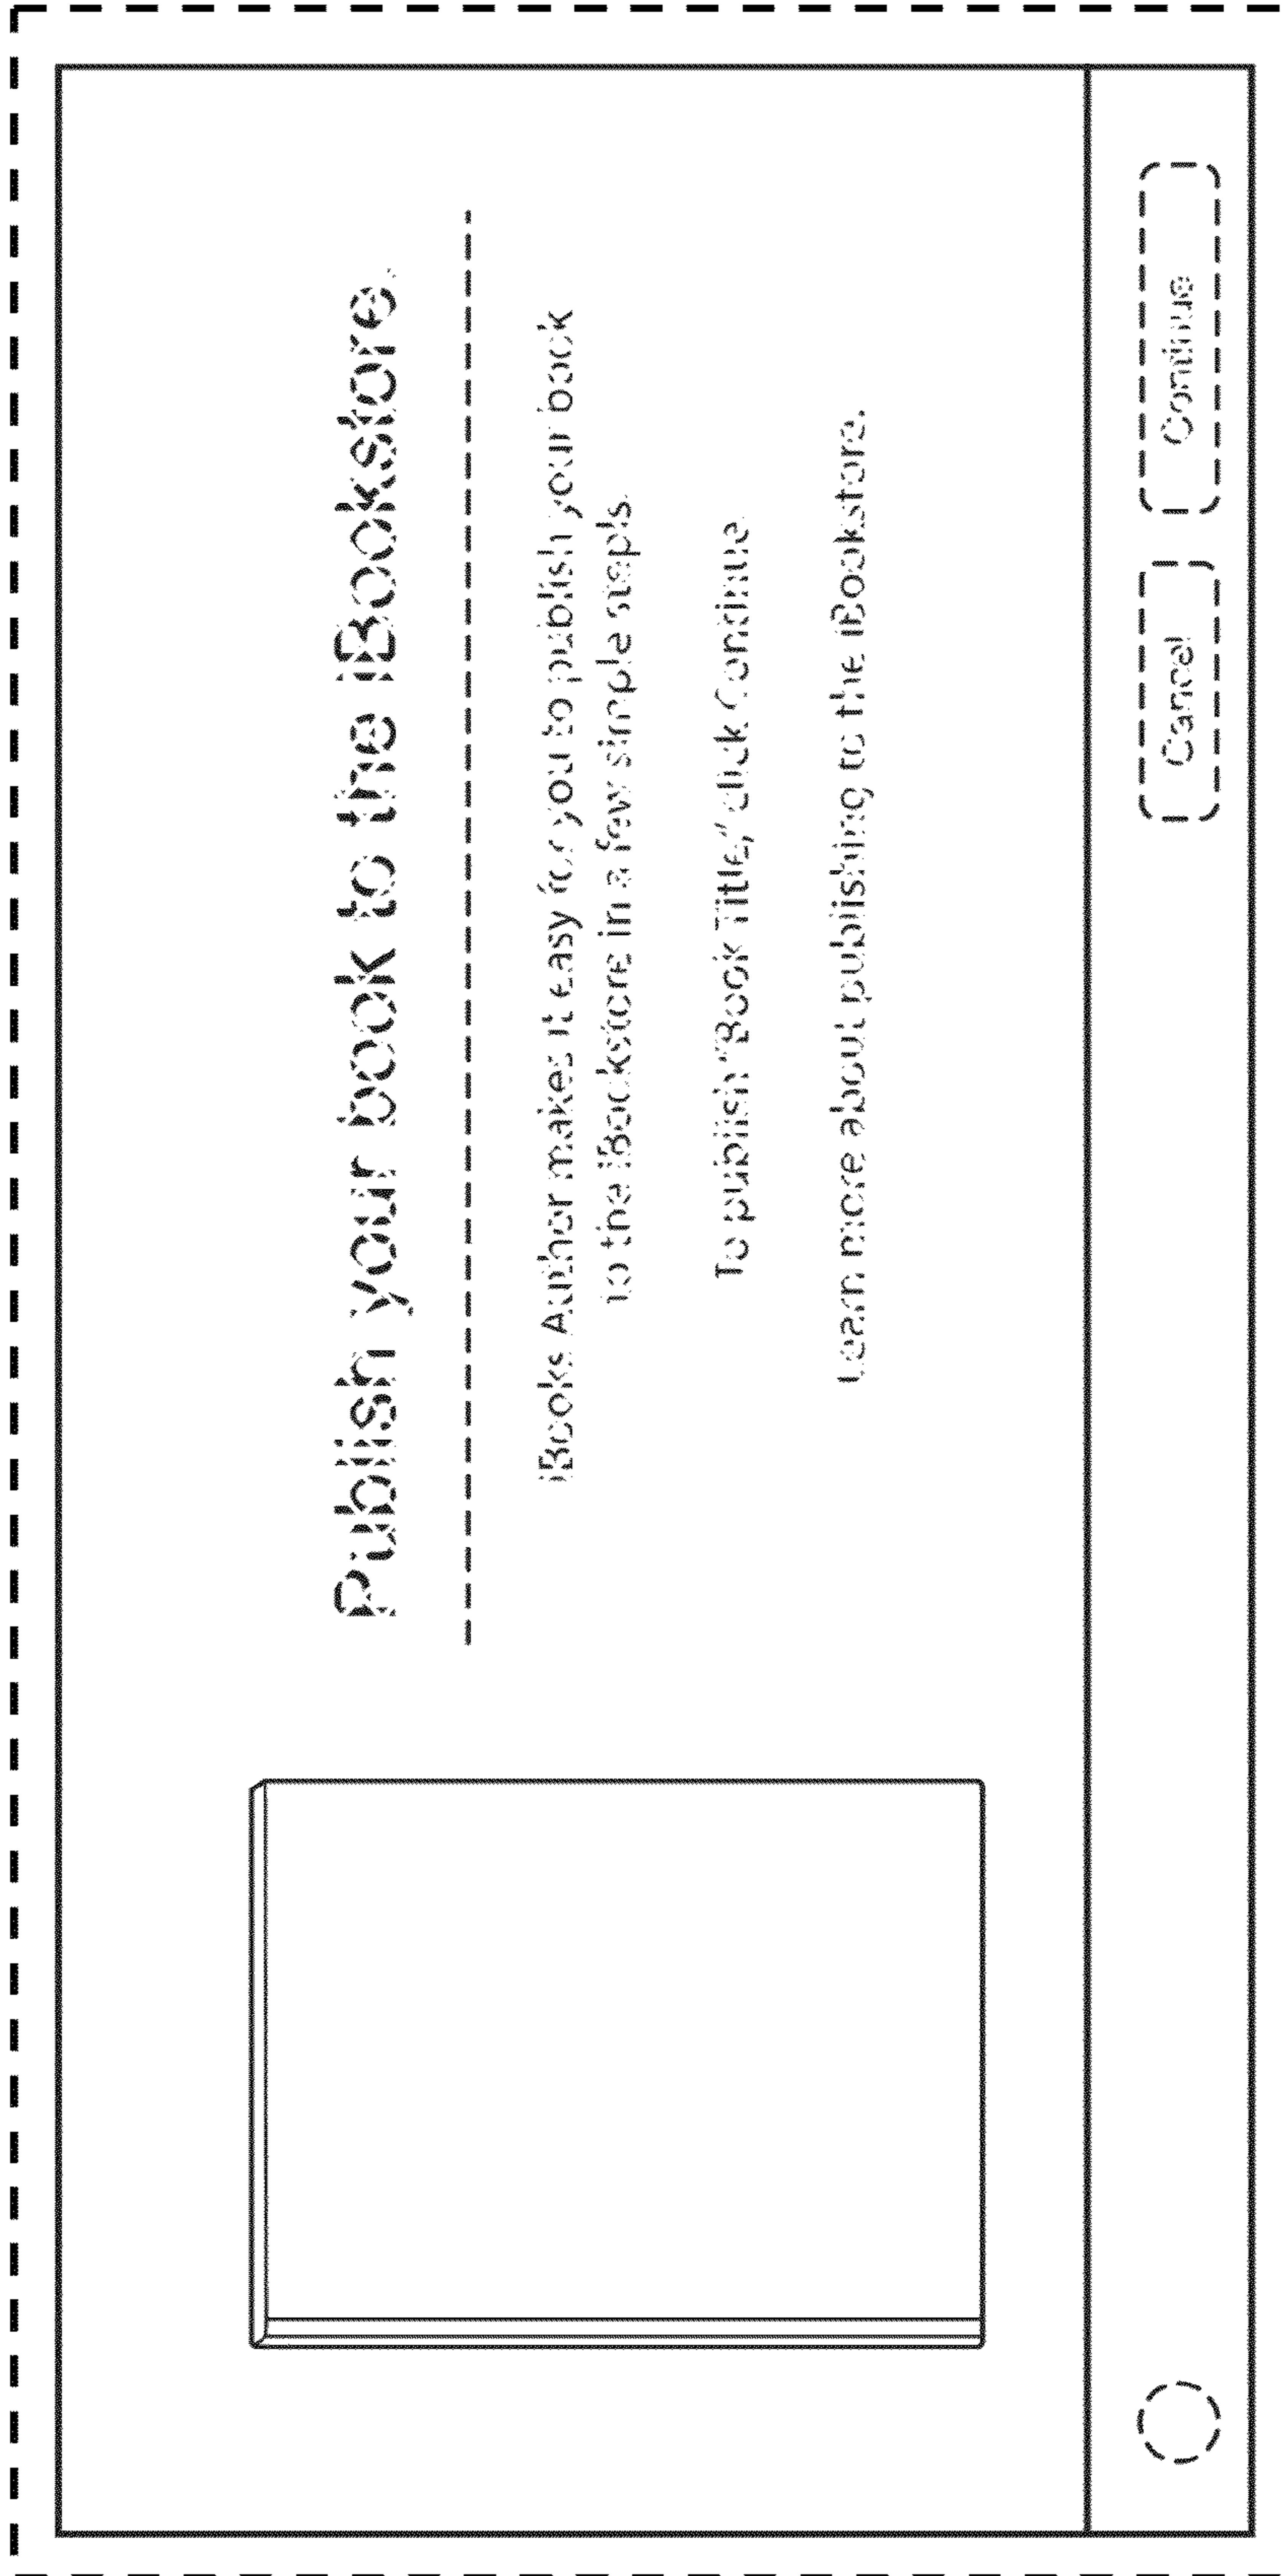 Publish your book to the iBookstore.
iBooks Author makes it easy for you to publish your book
to the iBookstore in a few simple steps.
To publish “Book Title,” click Continue.
Learn more about publishing to the iBookstore.
Cancel
Continue